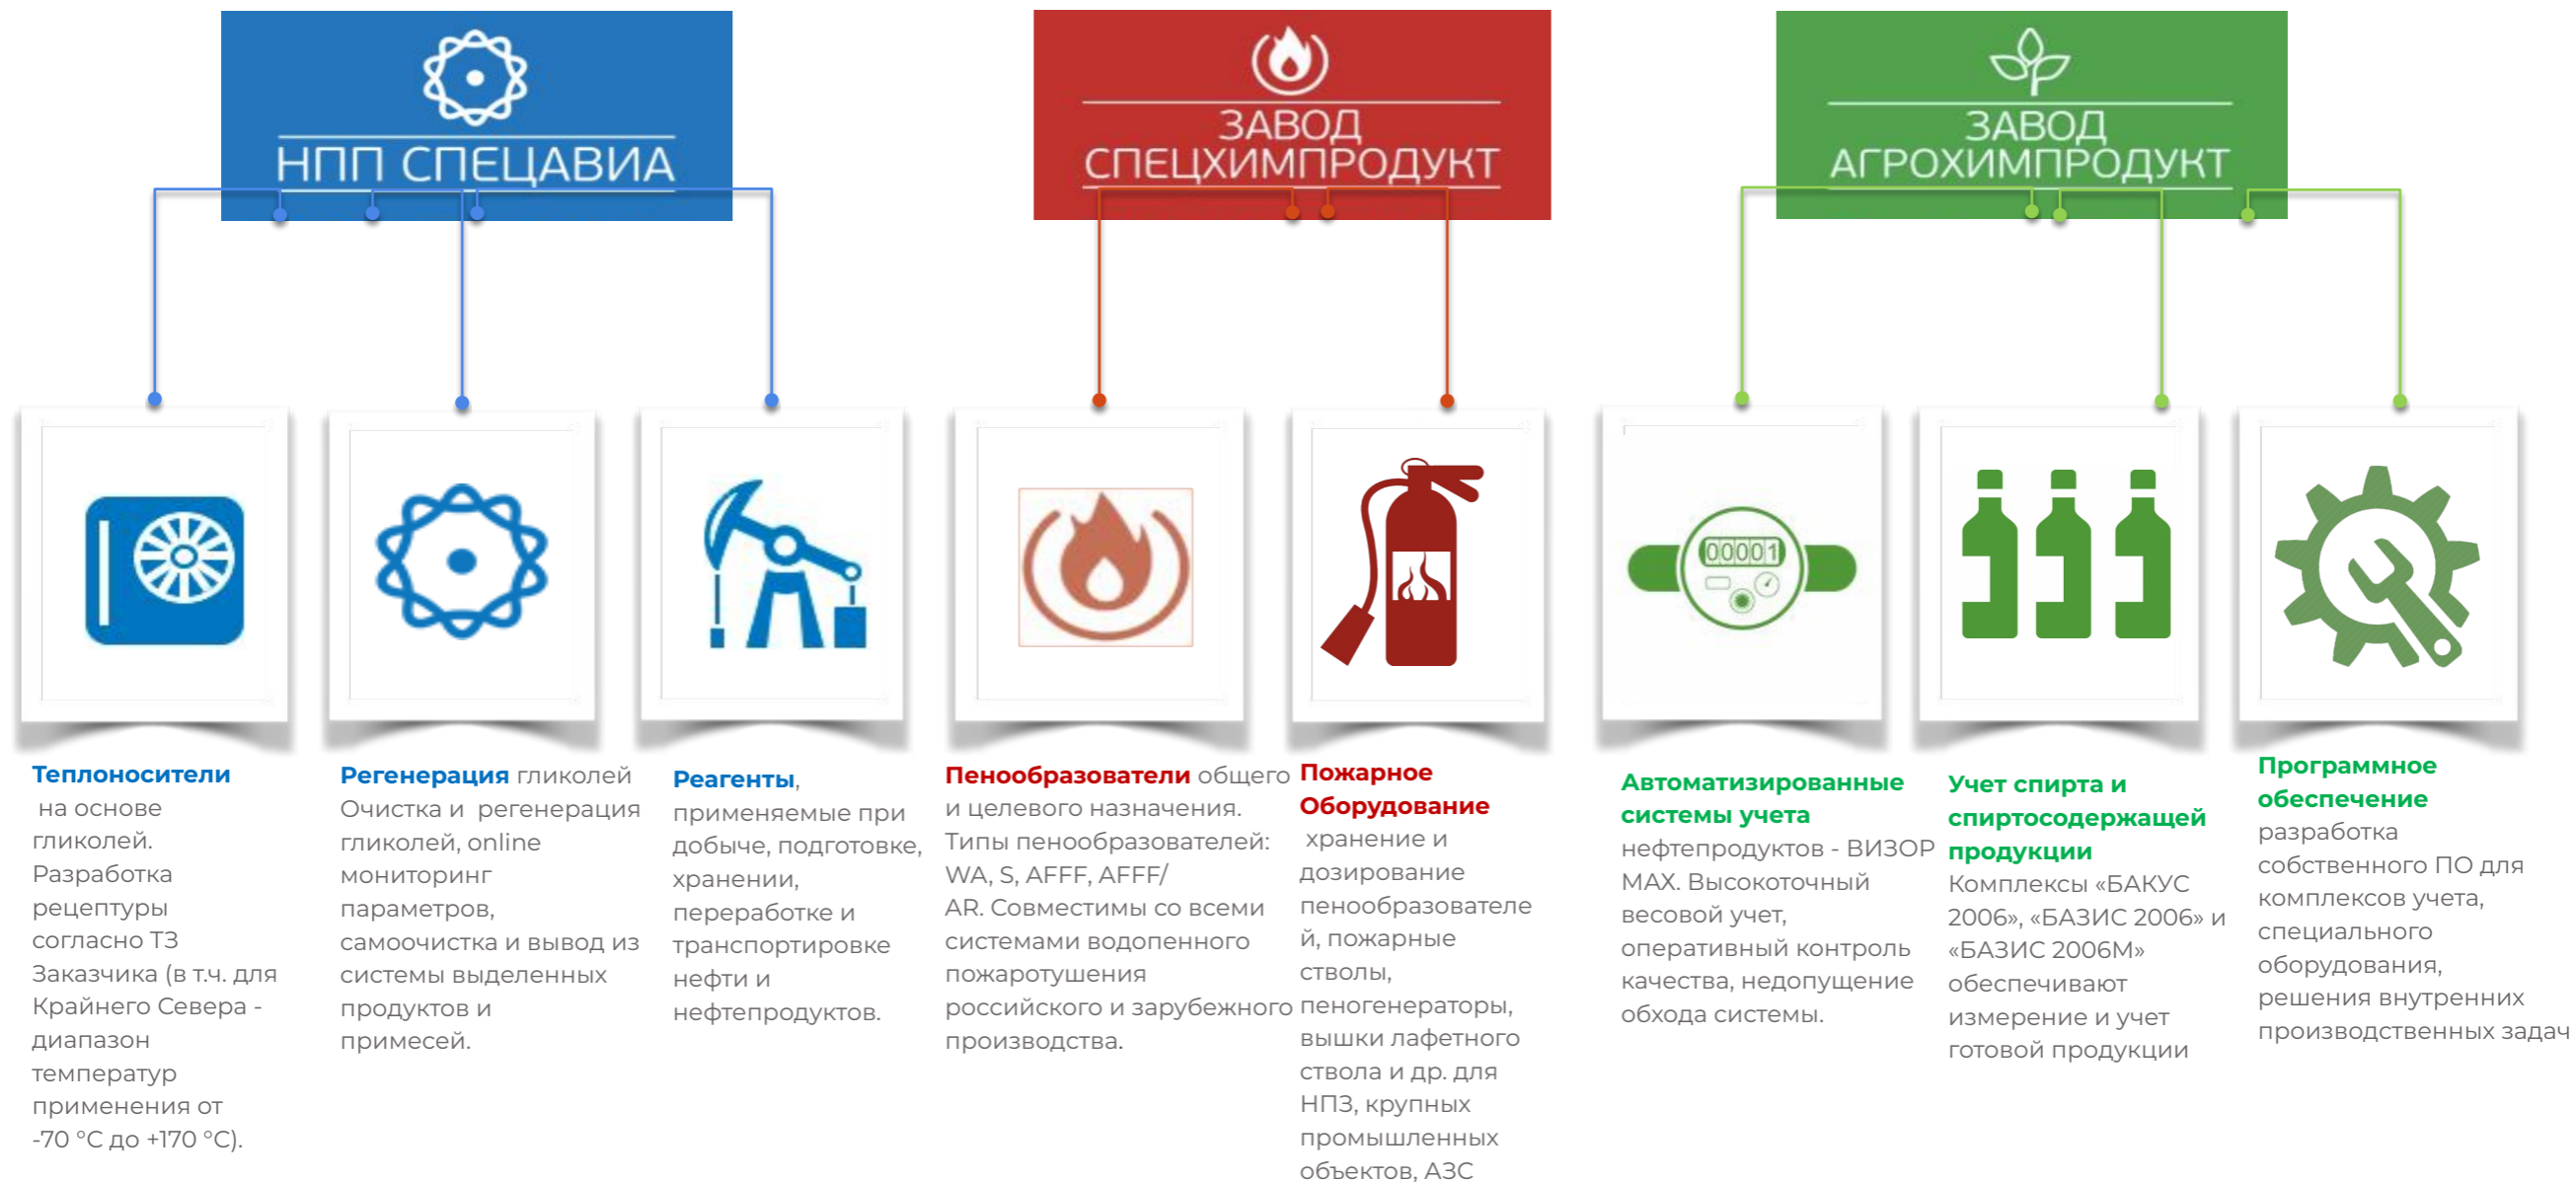 НПП СПЕЦАВИА
ЗАВОД
СПЕЦХИМПРОДУКТ
ЗАВОД
АГРОХИМПРОДУКТ
00001
Теплоносители
на основе
гликолей.
Разработка
рецептуры
согласно ТЗ
Заказчика (в т.ч. для
Крайнего Севера -
диапазон
температур
применения от
-70 °C до +170 °C).
Регенерация гликолей
Очистка и регенерация
гликолей, online
мониторинг
параметров,
самоочистка и вывод из
системы выделенных
продуктов и
примесей.
Реагенты,
применяемые при
добыче, подготовке,
хранении,
переработке и
транспортировке
нефти и
нефтепродуктов.
Пенообразователи общего
и целевого назначения.
Типы пенообразователей:
WA, S, AFFF, AFFF/
AR. Совместимы со всеми
системами водопенного
пожаротушения
российского и зарубежного
производства.
Пожарное
Оборудование
хранение и
дозирование
пенообразователе
й, пожарные
стволы,
пеногенераторы,
вышки лафетного
ствола и др. для
НПЗ, крупных
промышленных
объектов, АЗС
Автоматизированные
системы учета
нефтепродуктов - ВИЗОР
MAX. Высокоточный
весовой учет,
оперативный контроль
качества, недопущение
обхода системы.
Учет спирта и
спиртосодержащей
продукции
Комплексы «БАКУС
2006», «БАЗИС 2006» и
«БАЗИС 2006М»
обеспечивают
измерение и учет
готовой продукции
Программное
обеспечение
разработка
собственного ПО для
комплексов учета,
специального
оборудования,
решения внутренних
производственных задач